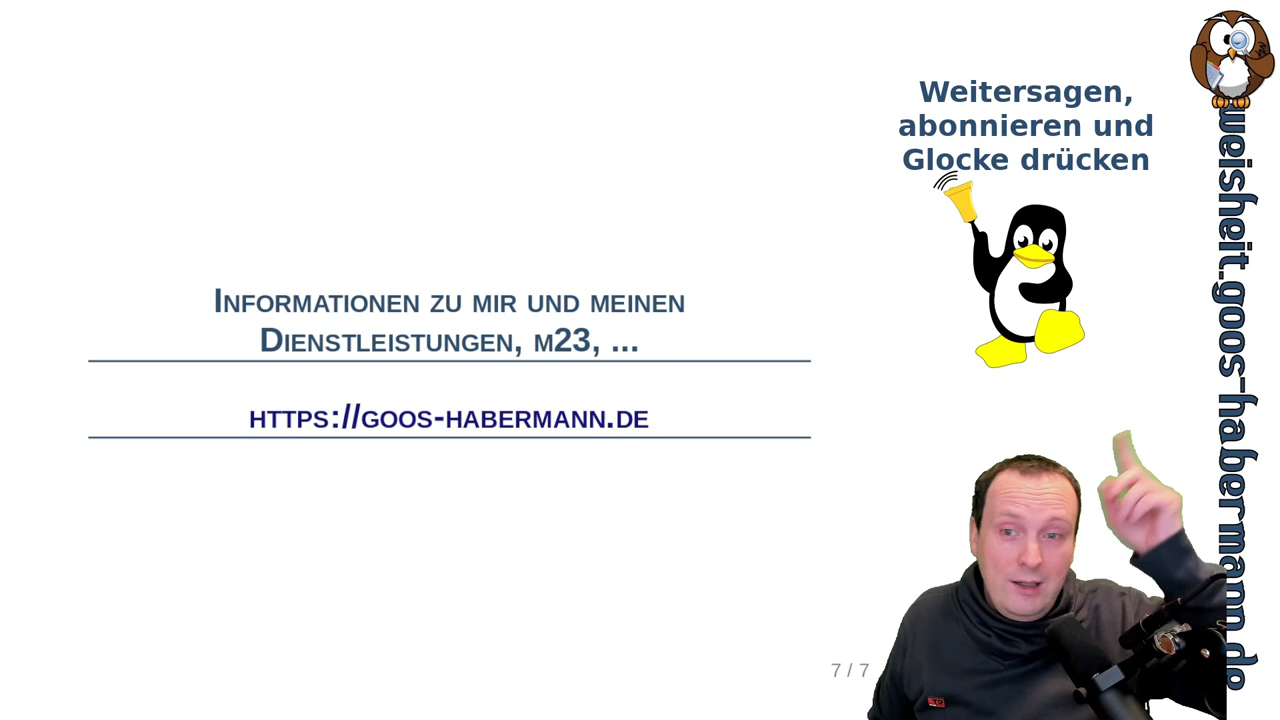 Weitersagen,
abonnieren und
Glocke drücken
Informationen zu mir und meinen
Dienstleistungen, m23, ...
https://goos-habermann.de
7 / 7
weisheit.goos-habermann.de